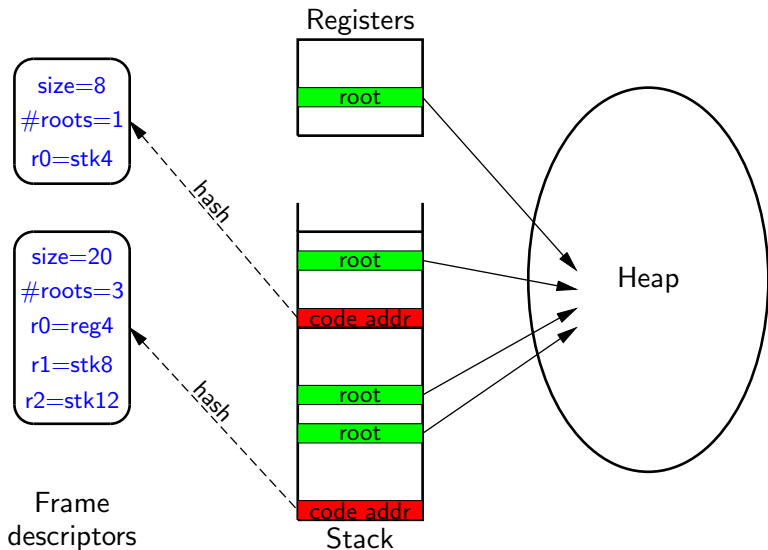 Registers
root
size=8
#roots=1
r0=stk4
hash
size=20
#roots=3
r0=reg4
r1=stk8
r2=stk12
hash
root
code addr
root
root
code addr
Stack
Heap
Frame
descriptors